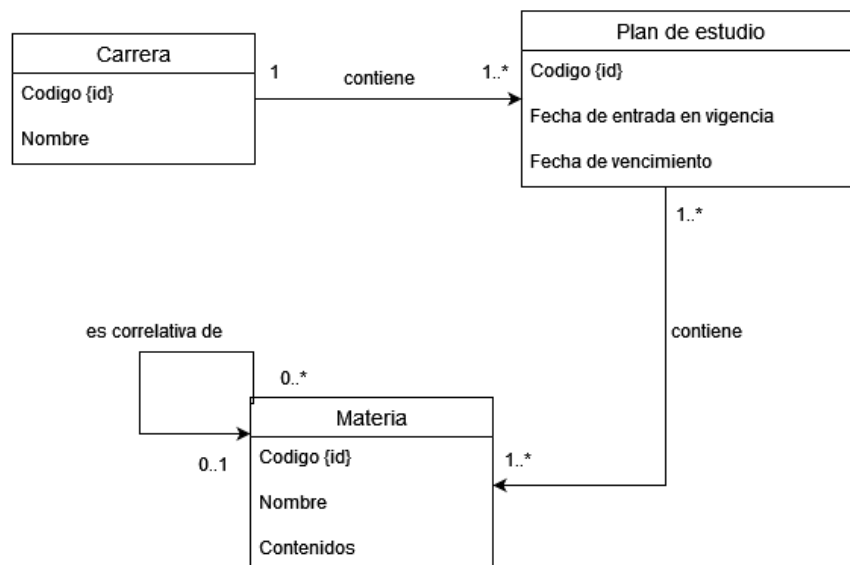 Carrera
Codigo {id}
Nombre
1
contiene
1..*
Plan de estudio
Codigo {id}
Fecha de entrada en vigencia
Fecha de vencimiento
1..*
contiene
1..*
es correlativa de
0..*
0..1
Materia
Codigo {id}
Nombre
Contenidos